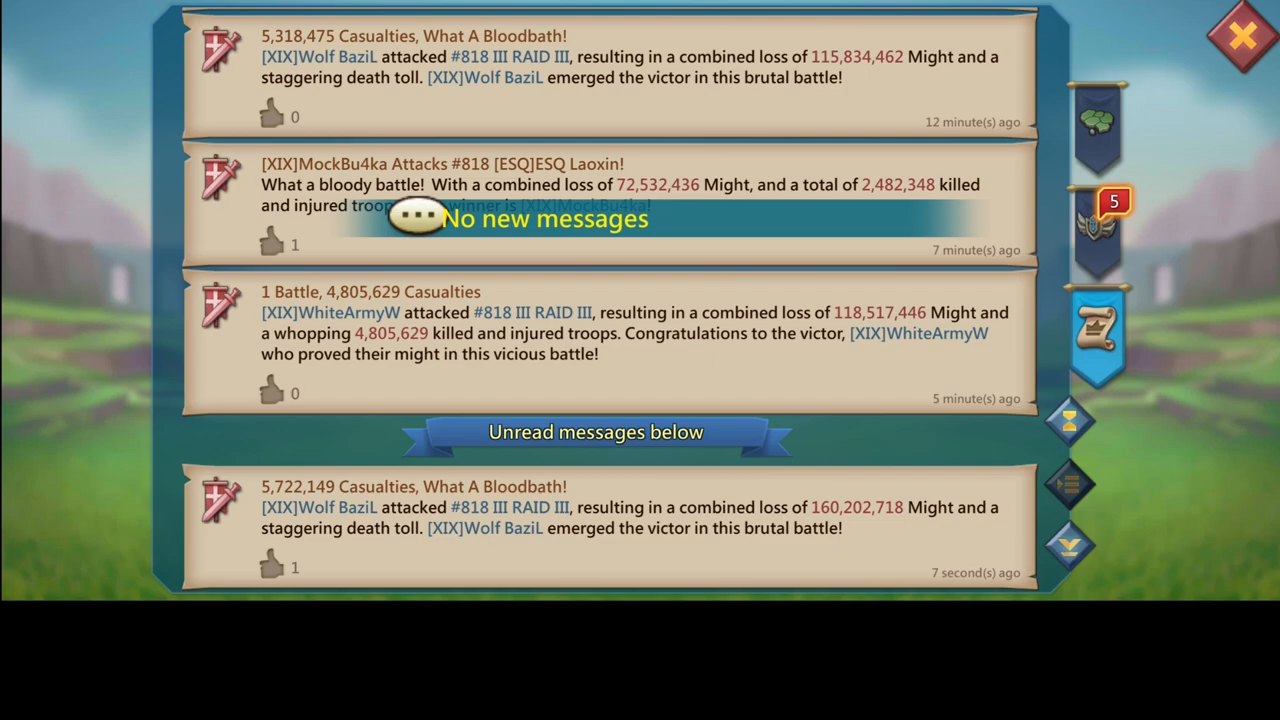 5,318,475 Casualties, What A Bloodbath!
[XIX]Wolf BaziL attacked #818 III RAID III, resulting in a combined loss of 115,834,462 Might and a
staggering death toll. [XIX]Wolf BaziL emerged the victor in this brutal battle!
0
12 minute(s) ago
[XIX]MockBu4ka Attacks #818 [ESQ]ESQ Laoxin!
What a bloody battle! With a combined loss of 72,532,436 Might, and a total of 2,482,348 killed
and injured troops. The winner is [XIX]MockBu4ka!
No new messages
1
7 minute(s) ago
1 Battle, 4,805,629 Casualties
[XIX]WhiteArmyW attacked #818 III RAID III, resulting in a combined loss of 118,517,446 Might and
a whopping 4,805,629 killed and injured troops. Congratulations to the victor, [XIX]WhiteArmyW
who proved their might in this vicious battle!
0
5 minute(s) ago
Unread messages below
5,722,149 Casualties, What A Bloodbath!
[XIX]Wolf BaziL attacked #818 III RAID III, resulting in a combined loss of 160,202,718 Might and a
staggering death toll. [XIX]Wolf BaziL emerged the victor in this brutal battle!
1
7 second(s) ago
5